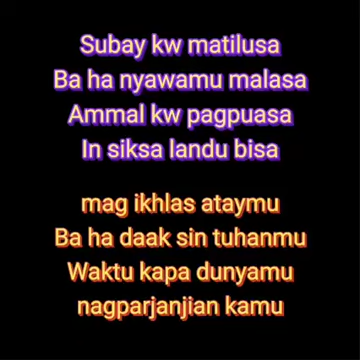 Subay kw matilusa
Ba ha nyawamu malasa
Ammal kw pagpuasa
In siksa landu bisa
mag ikhlas ataymu
Ba ha daak sin tuhanmu
Waktu kapa dunyamu
nagparjanjian kamu